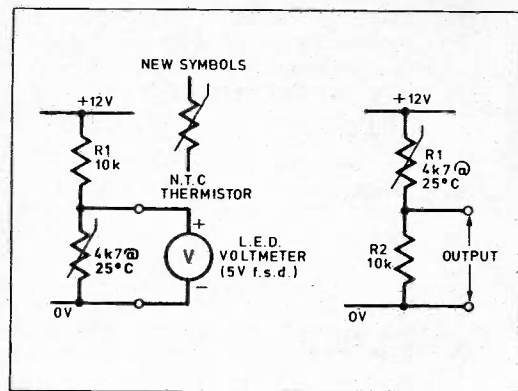 NEW SYMBOLS
N.T.C
THERMISTOR
+12V
R1
10k
4k7@
25°C
0V
+
V
−
L.E.D.
VOLTMETER
(5V f.s.d.)
+12V
R1
4k7@
25°C
R2
10k
OUTPUT
0V